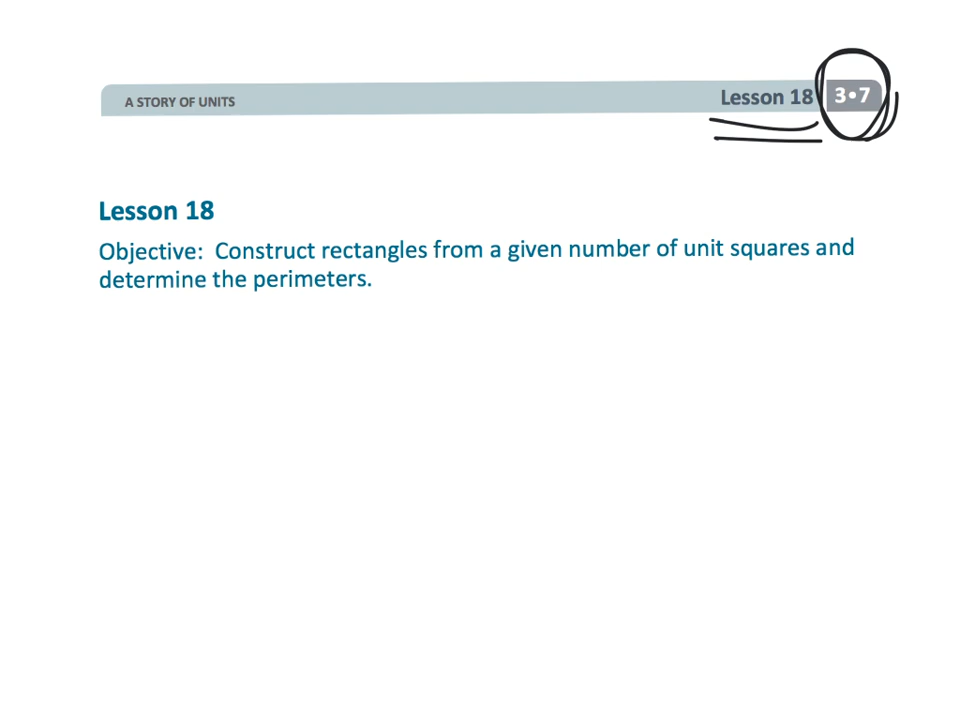 A STORY OF UNITS
Lesson 18 3•7
Lesson 18
Objective: Construct rectangles from a given number of unit squares and
determine the perimeters.